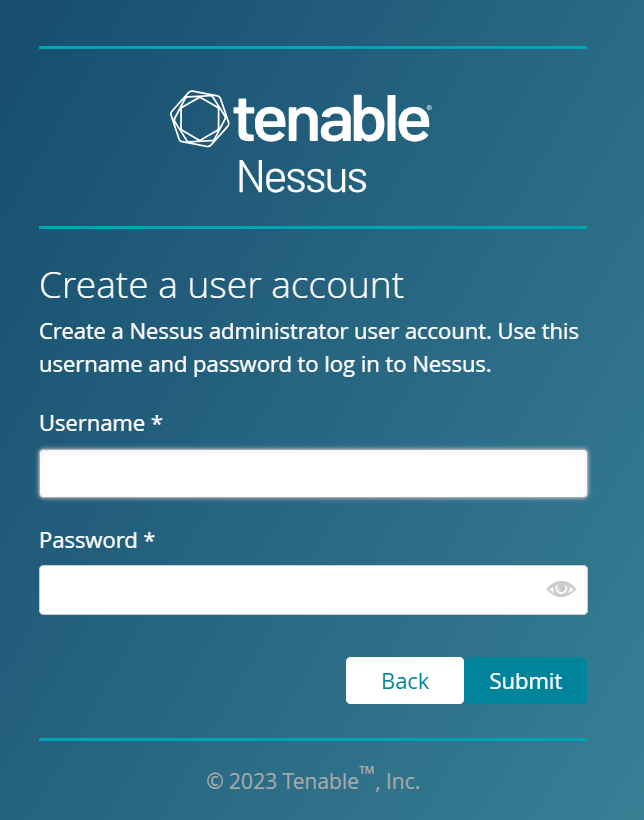 tenable®
Nessus
Create a user account
Create a Nessus administrator user account. Use this
username and password to log in to Nessus.
Username *
Password *
Back Submit
© 2023 Tenable™, Inc.